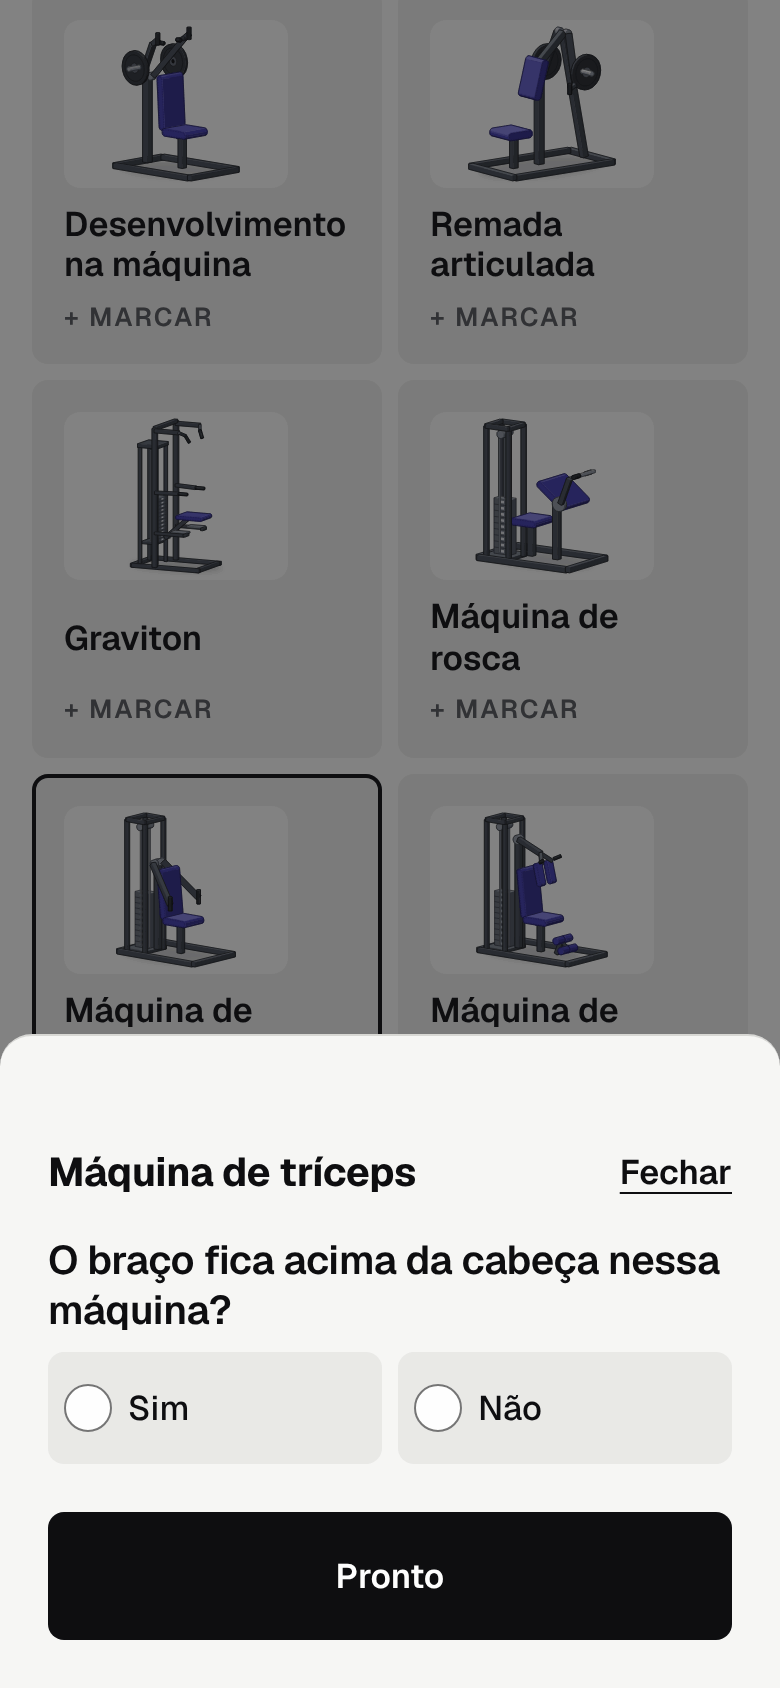 Desenvolvimento
na máquina
+ MARCAR
Remada
articulada
+ MARCAR
Graviton
+ MARCAR
Máquina de
rosca
+ MARCAR
Máquina de
Máquina de
Máquina de tríceps
Fechar
O braço fica acima da cabeça nessa
máquina?
Sim
Não
Pronto